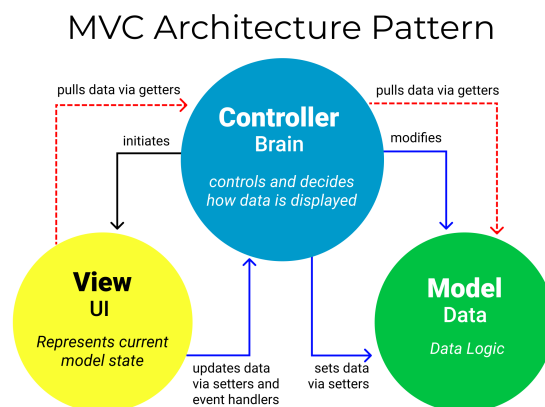 MVC Architecture Pattern
pulls data via getters
pulls data via getters
Controller
Brain
controls and decides
how data is displayed
initiates
modifies
View
UI
Represents current
model state
Model
Data
Data Logic
updates data
via setters and
event handlers
sets data
via setters